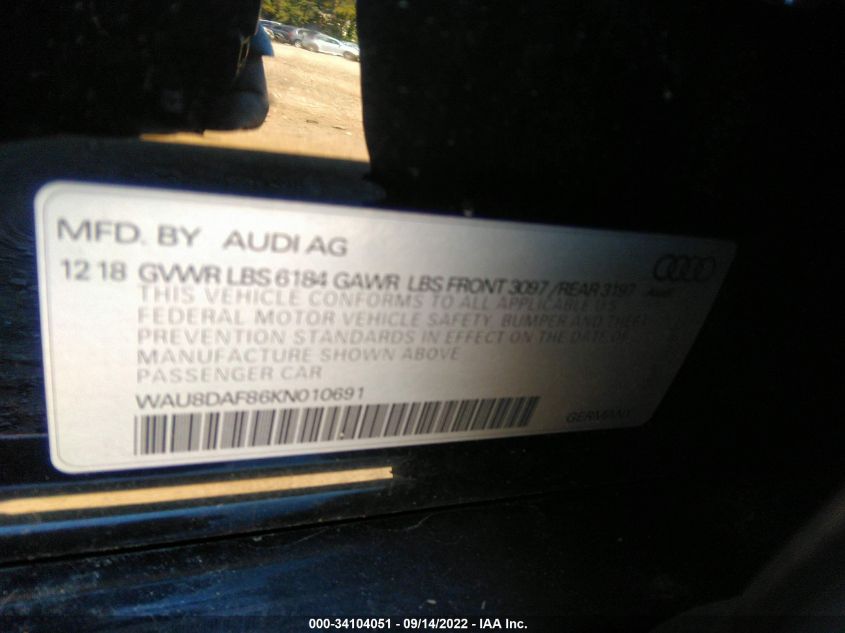 MFD. BY AUDI AG
12 18 GVWR LBS 6184 GAWR LBS FRONT 3097 /REAR 3197
Audi
THIS VEHICLE CONFORMS TO ALL APPLICABLE U.S.
FEDERAL MOTOR VEHICLE SAFETY, BUMPER AND THEFT
PREVENTION STANDARDS IN EFFECT ON THE DATE OF
MANUFACTURE SHOWN ABOVE
PASSENGER CAR
WAU8DAF86KN010691
GERMANY
000-34104051 - 09/14/2022 - IAA Inc.